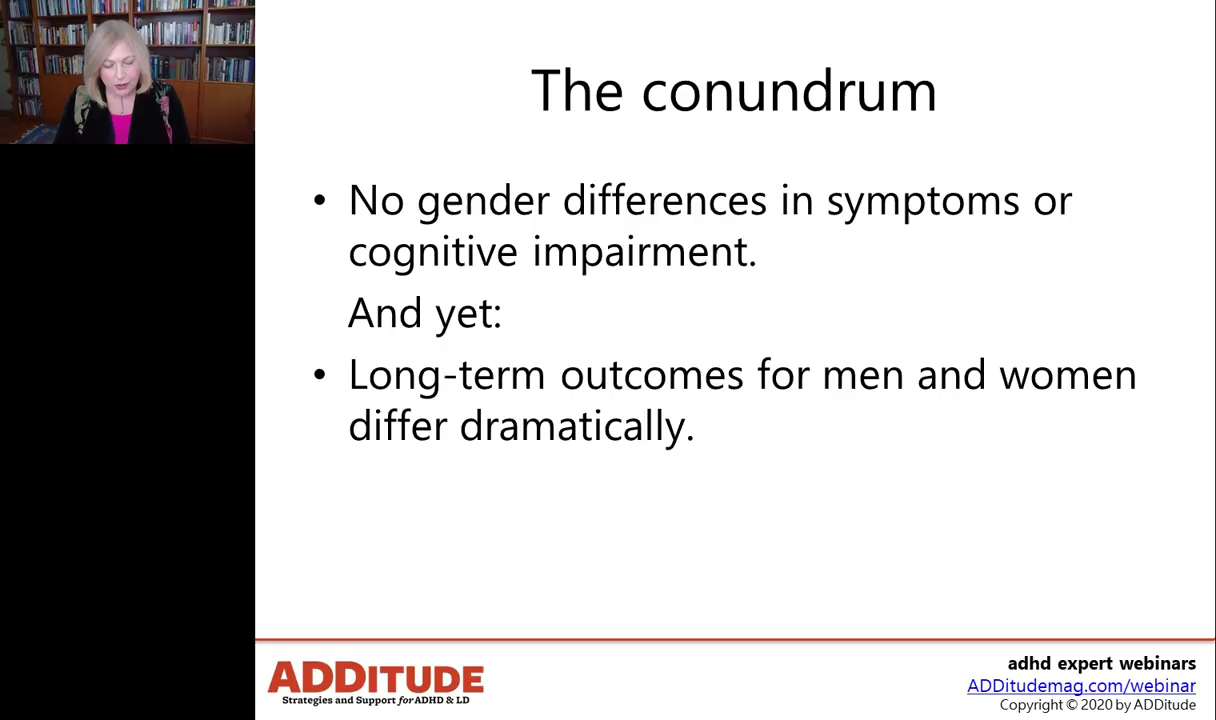 The conundrum
• No gender differences in symptoms or
cognitive impairment.
And yet:
• Long-term outcomes for men and women
differ dramatically.
ADDITUDE
Strategies and Support for ADHD & LD
adhd expert webinars
ADDitudemag.com/webinar
Copyright © 2020 by ADDitude